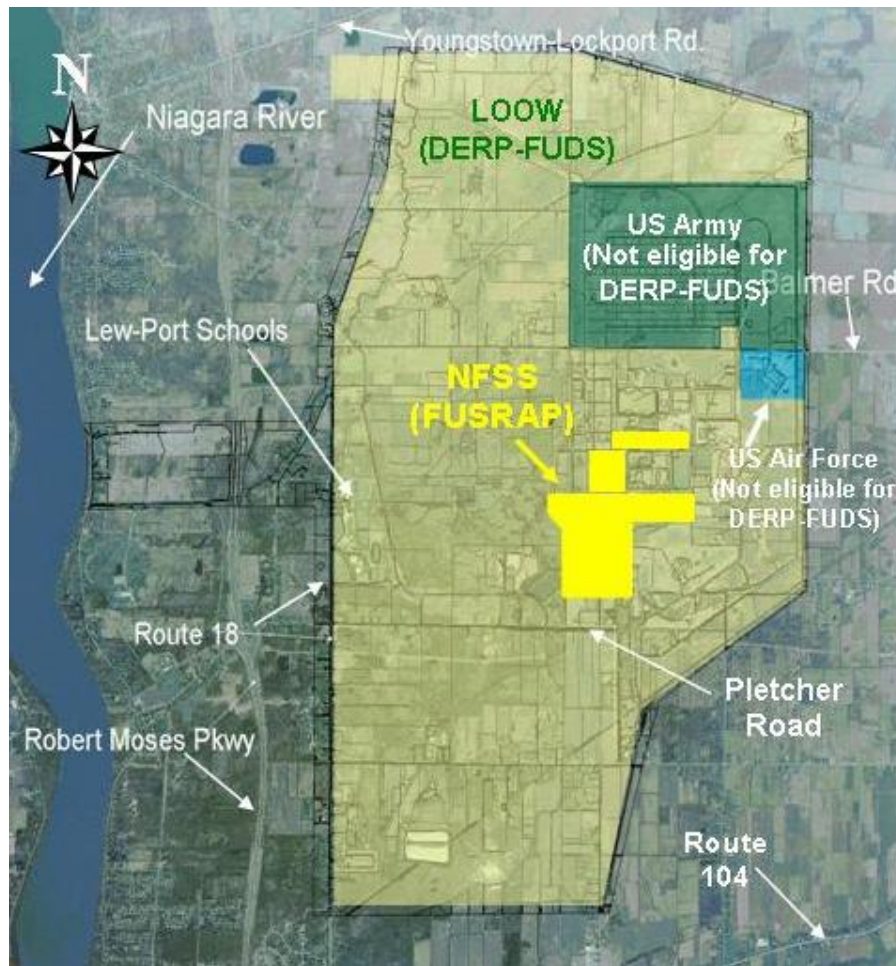 Youngstown-Lockport Rd.
N
Niagara River
LOOW
(DERP-FUDS)
US Army
(Not eligible for
DERP-FUDS)
Balmer Rd
Lew-Port Schools
NFSS
(FUSRAP)
US Air Force
(Not eligible for
DERP-FUDS)
Route 18
Pletcher
Road
Robert Moses Pkwy
Route
104